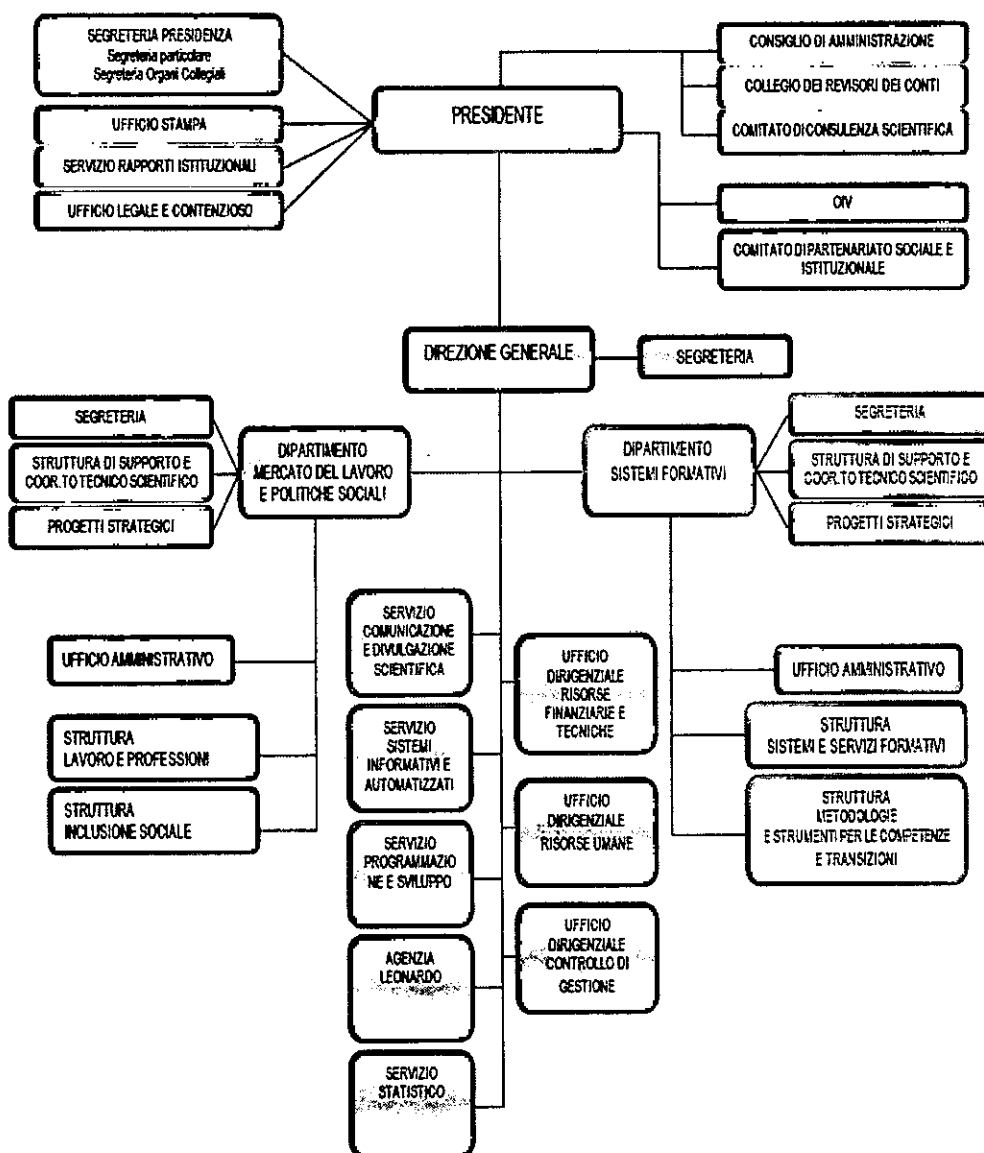 SEGRETERIA PRESIDENZA
Segreteria particolare
Segreteria Organi Collegiali
UFFICIO STAMPA
SERVIZIO RAPPORTI ISTITUZIONALI
UFFICIO LEGALE E CONTENZIOSO
PRESIDENTE
CONSIGLIO DI AMMINISTRAZIONE
COLLEGIO DEI REVISORI DEI CONTI
COMITATO DI CONSULENZA SCIENTIFICA
OIV
COMITATO DI PARTENARIATO SOCIALE E
ISTITUZIONALE
DIREZIONE GENERALE
SEGRETERIA
SEGRETERIA
STRUTTURA DI SUPPORTO E
COOR.TO TECNICO SCIENTIFICO
PROGETTI STRATEGICI
DIPARTIMENTO
MERCATO DEL LAVORO
E POLITICHE SOCIALI
DIPARTIMENTO
SISTEMI FORMATIVI
SEGRETERIA
STRUTTURA DI SUPPORTO E
COOR.TO TECNICO SCIENTIFICO
PROGETTI STRATEGICI
UFFICIO AMMINISTRATIVO
STRUTTURA
LAVORO E PROFESSIONI
STRUTTURA
INCLUSIONE SOCIALE
SERVIZIO
COMUNICAZIONE
E DIVULGAZIONE
SCIENTIFICA
SERVIZIO
SISTEMI
INFORMATIVI E
AUTOMATIZZATI
SERVIZIO
PROGRAMMAZIO
NE E SVILUPPO
AGENZIA
LEONARDO
SERVIZIO
STATISTICO
UFFICIO
DIRIGENZIALE
RISORSE
FINANZIARIE E
TECNICHE
UFFICIO
DIRIGENZIALE
RISORSE UMANE
UFFICIO
DIRIGENZIALE
CONTROLLO DI
GESTIONE
UFFICIO AMMINISTRATIVO
STRUTTURA
SISTEMI E SERVIZI FORMATIVI
STRUTTURA
METODOLOGIE
E STRUMENTI PER LE COMPETENZE
E TRANSIZIONI